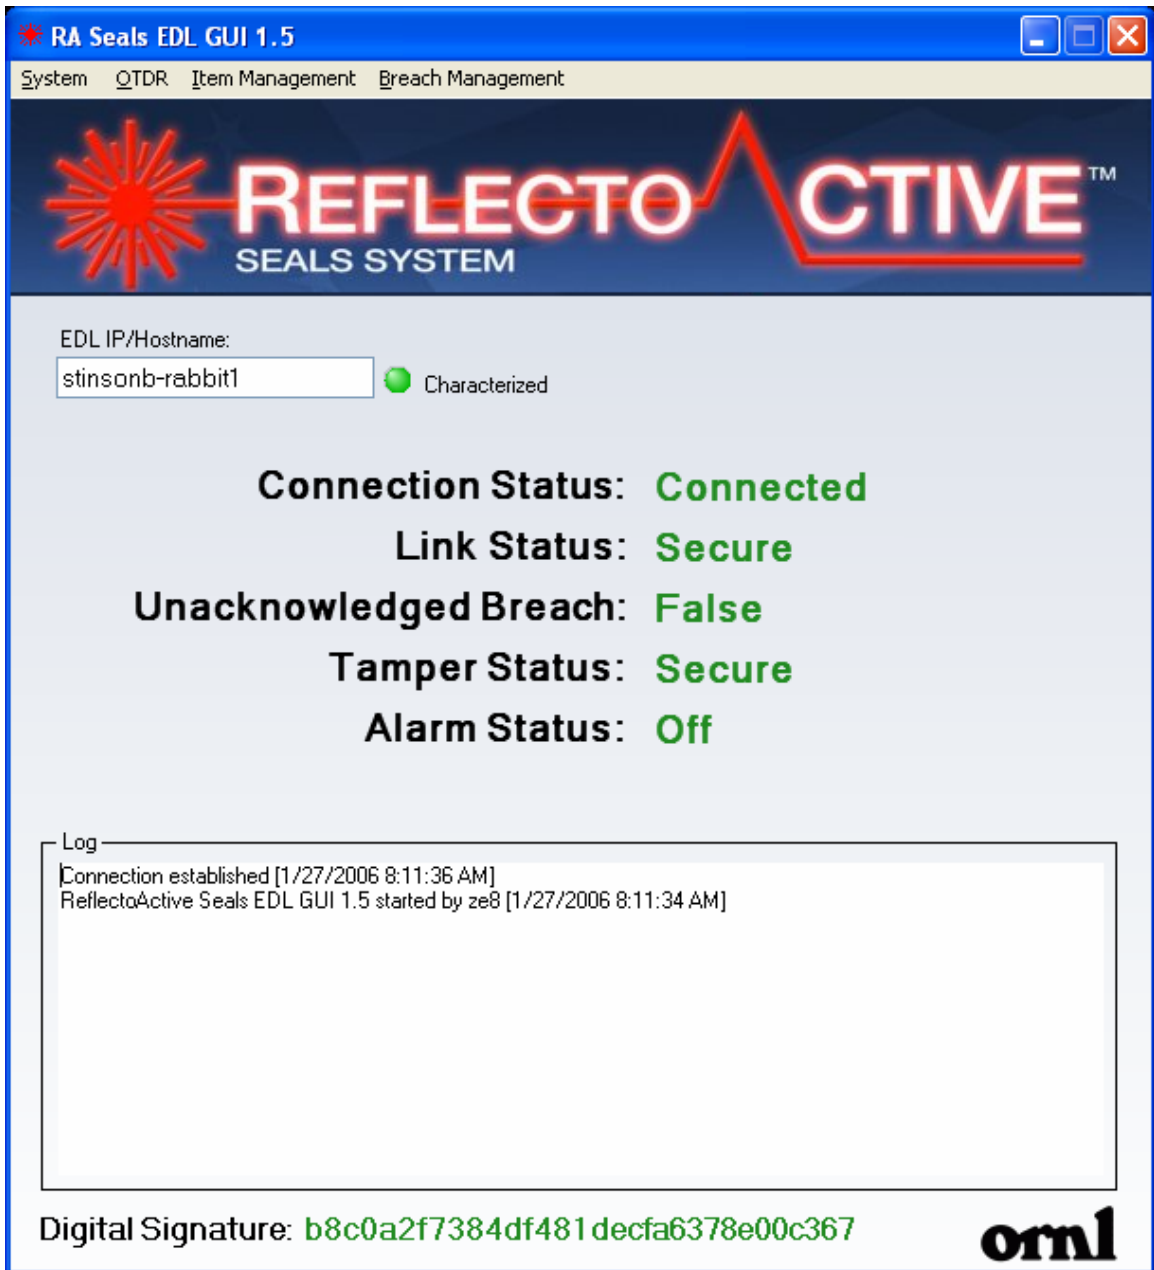 RA Seals EDL GUI 1.5
System OTDR Item Management Breach Management
REFLECTO CTIVE™
SEALS SYSTEM
EDL IP/Hostname:
stinsonb-rabbit1 Characterized
Connection Status: Connected
Link Status: Secure
Unacknowledged Breach: False
Tamper Status: Secure
Alarm Status: Off
Log
Connection established [1/27/2006 8:11:36 AM]
ReflectoActive Seals EDL GUI 1.5 started by ze8 [1/27/2006 8:11:34 AM]
Digital Signature: b8c0a2f7384df481decfa6378e00c367
ornl